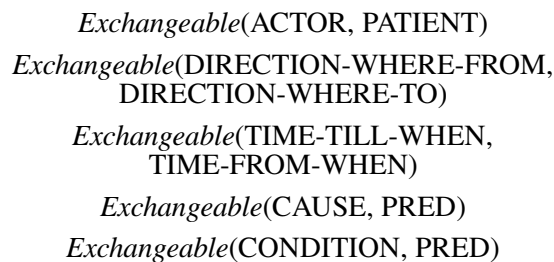 Exchangeable(ACTOR, PATIENT)
Exchangeable(DIRECTION-WHERE-FROM,
DIRECTION-WHERE-TO)
Exchangeable(TIME-TILL-WHEN,
TIME-FROM-WHEN)
Exchangeable(CAUSE, PRED)
Exchangeable(CONDITION, PRED)